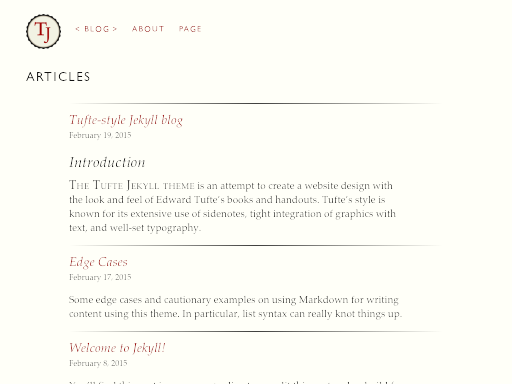 TJ
< BLOG > ABOUT PAGE
ARTICLES
Tufte-style Jekyll blog
February 19, 2015
Introduction
The Tufte Jekyll theme is an attempt to create a website design with
the look and feel of Edward Tufte's books and handouts. Tufte's style is
known for its extensive use of sidenotes, tight integration of graphics with
text, and well-set typography.
Edge Cases
February 17, 2015
Some edge cases and cautionary examples on using Markdown for writing
content using this theme. In particular, list syntax can really knot things up.
Welcome to Jekyll!
February 8, 2015